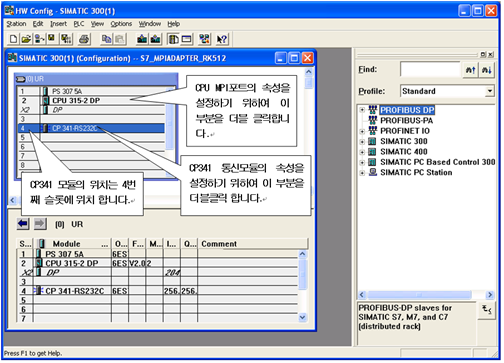 HW Config - SIMATIC 300(1)
Station Edit Insert PLC View Options Window Help
SIMATIC 300(1) (Configuration) -- S7_MPIADAPTER_RK512
(0) UR
1 PS 307 5A
2 CPU 315-2 DP
X2 DP
3
4 CP 341-RS232C
5
CPU MPI포트의 속성을
설정하기 위하여 이
부분을 더블 클릭합
니다.
CP341 통신모듈의 속성을
설정하기 위하여 이 부분을
더블클릭 합니다.
CP341 모듈의 위치는 4번
째 슬롯에 위치 합니다.
(0) UR
S... Module ... O... F... M... I... Q... Comment
1 PS 307 5A 6ES
2 CPU 315-2 DP 6ES V2.0 2
X2 DP 204
3
4 CP 341-RS232C 6ES 256. 256.
5
6
7
Find:
Profile: Standard
PROFIBUS DP
PROFIBUS-PA
PROFINET IO
SIMATIC 300
SIMATIC 400
SIMATIC PC Based Control 300
SIMATIC PC Station
PROFIBUS-DP slaves for
SIMATIC S7, M7, and C7
(distributed rack)
Press F1 to get Help.